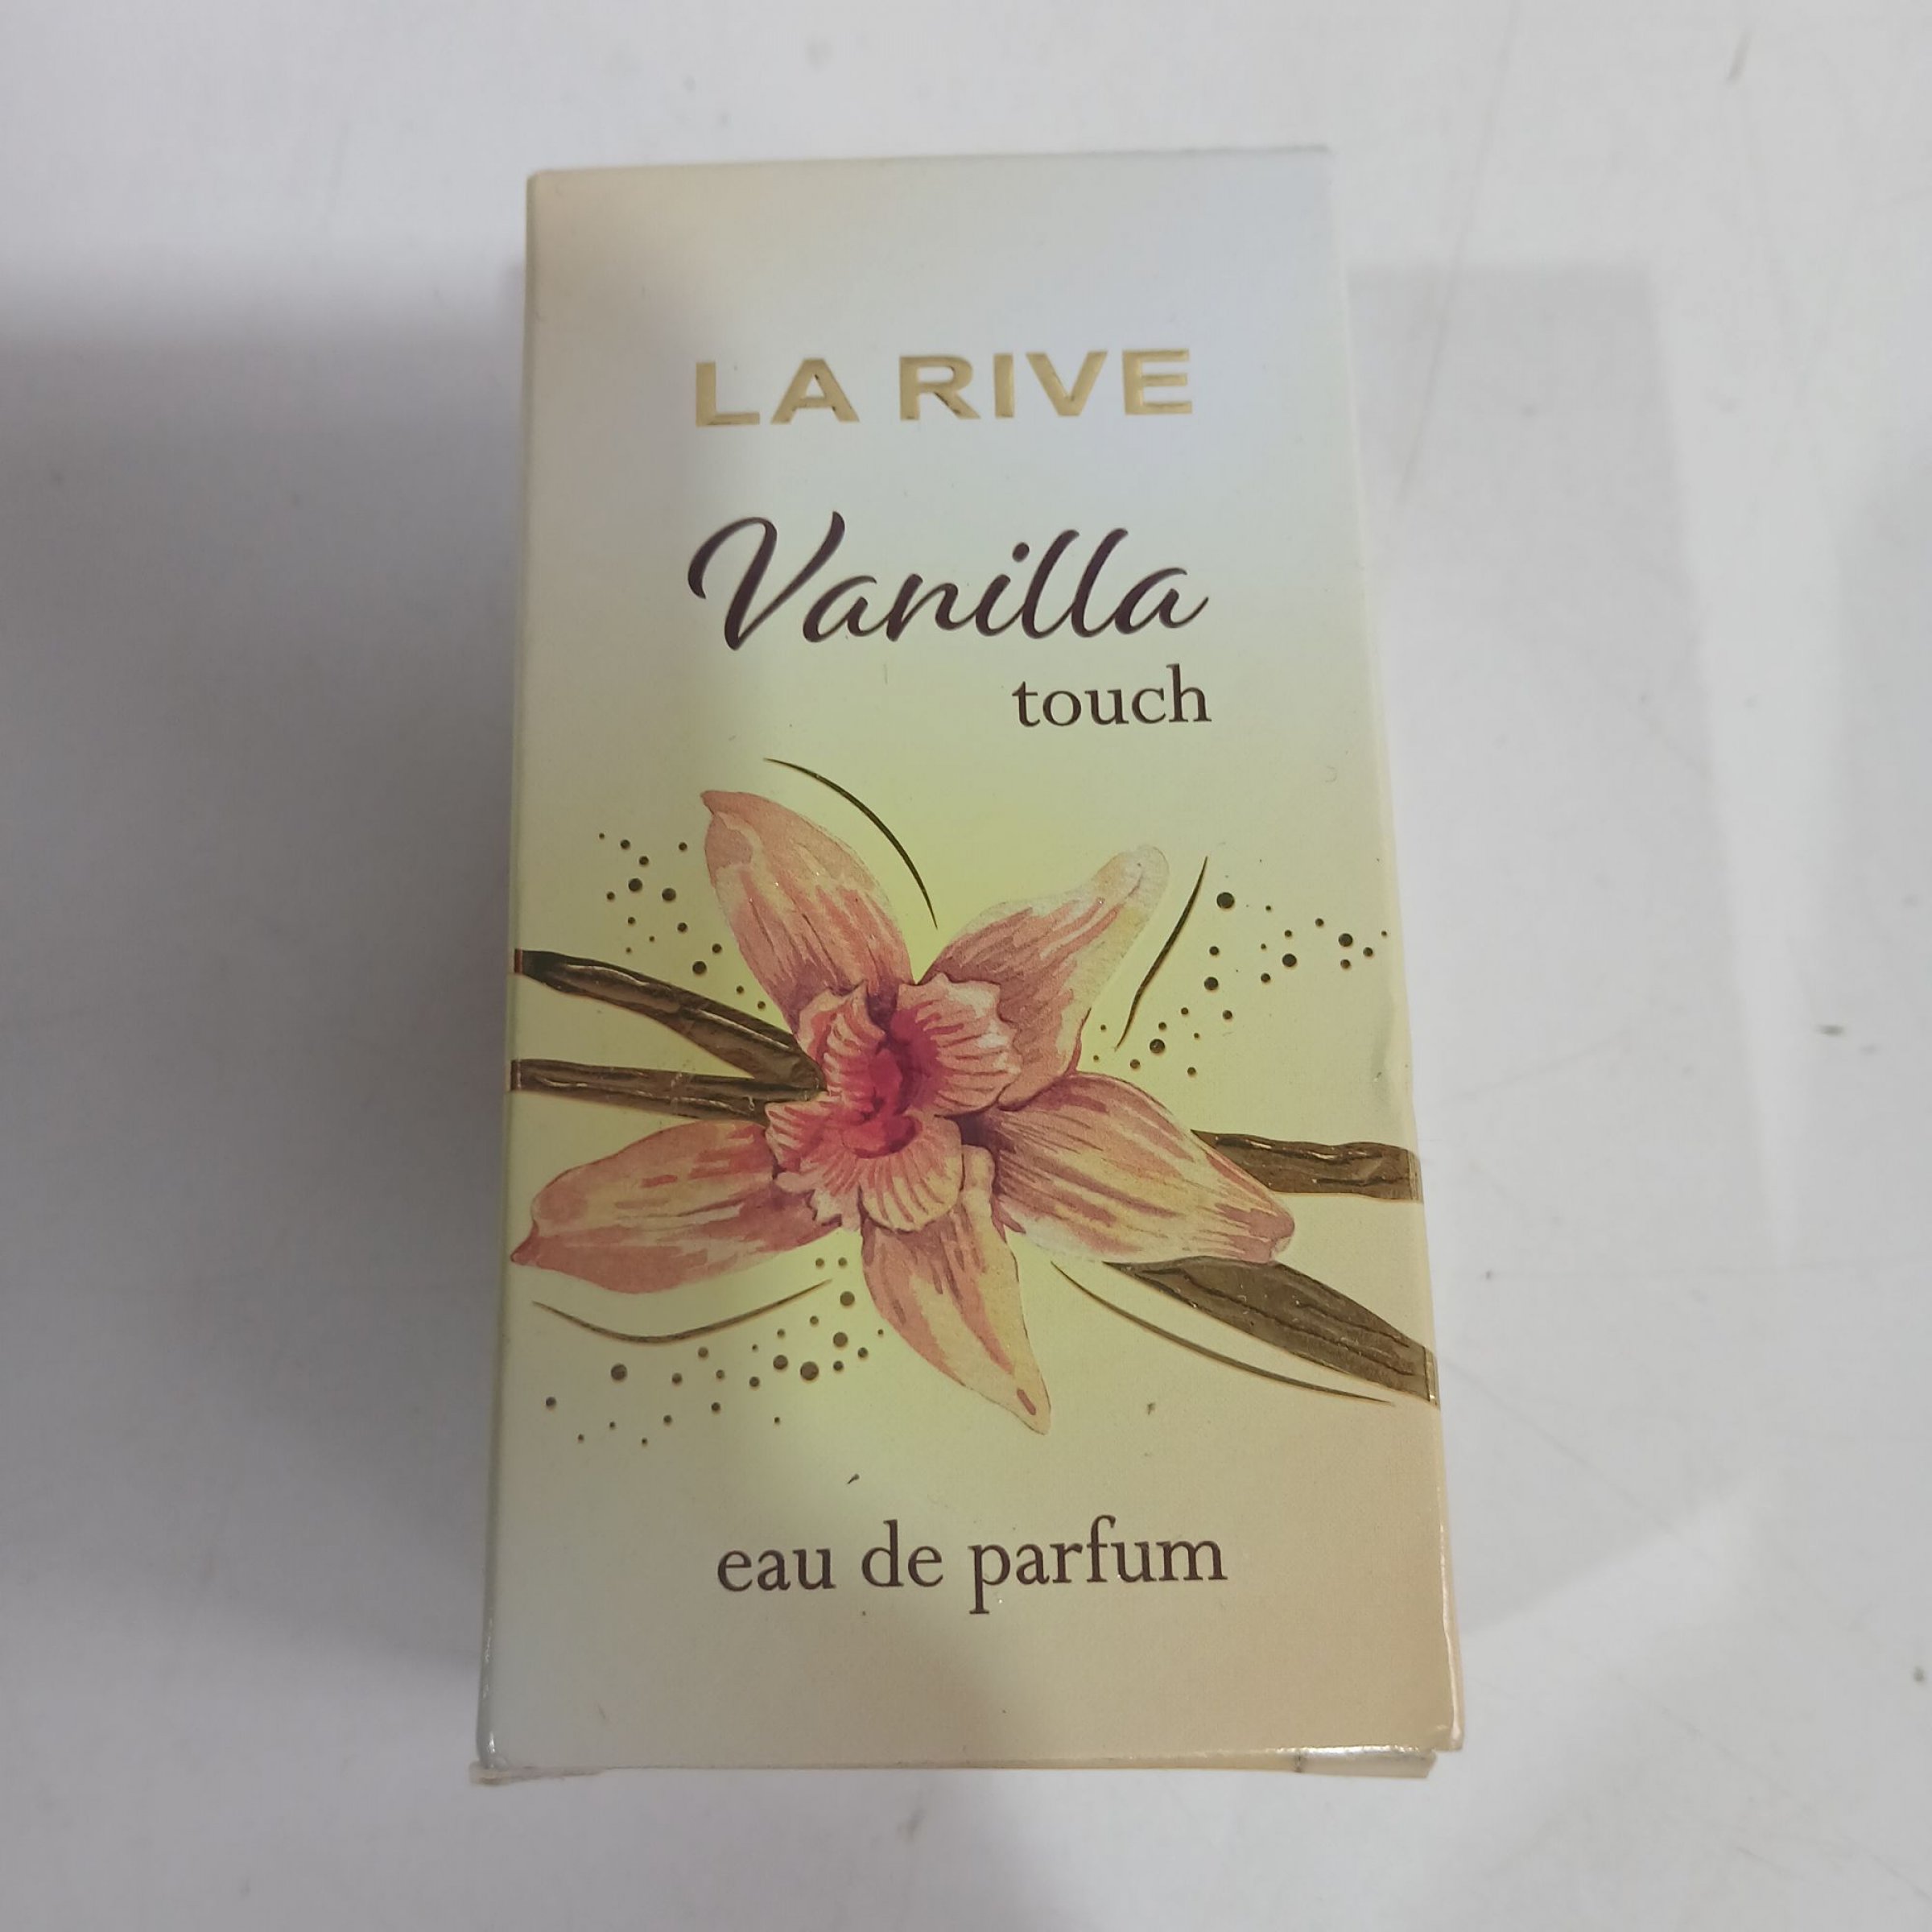 LA RIVE
Vanilla
touch
eau de parfum